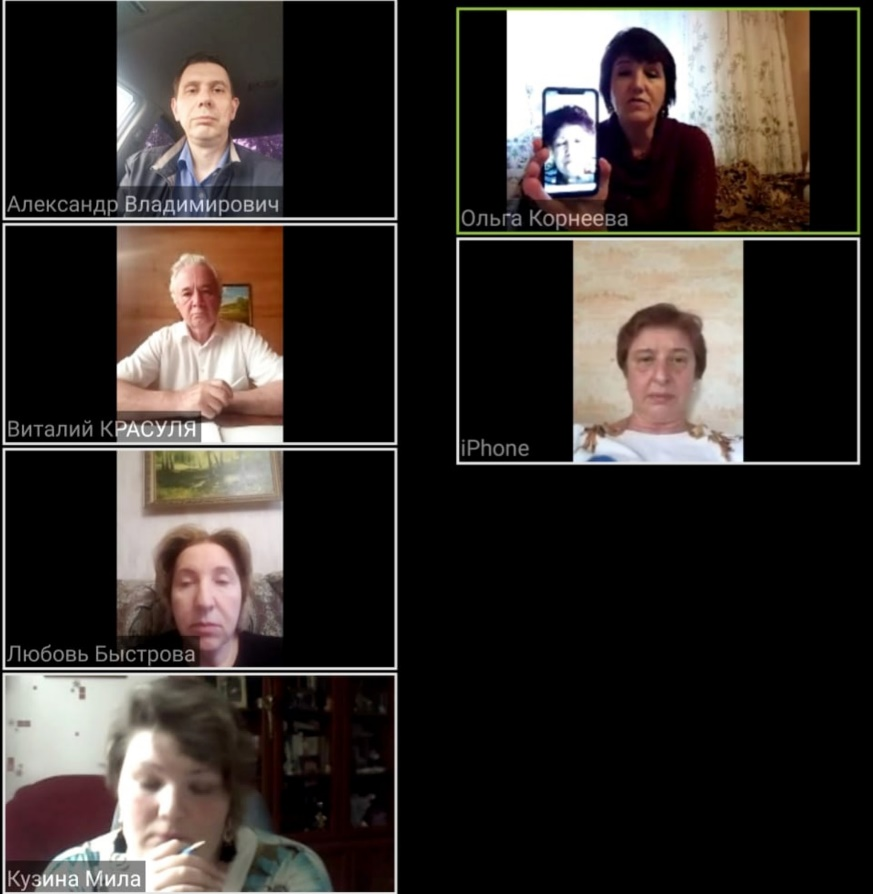 Александр Владимирович
Ольга Корнеева
Виталий КРАСУЛЯ
iPhone
Любовь Быстрова
Кузина Мила